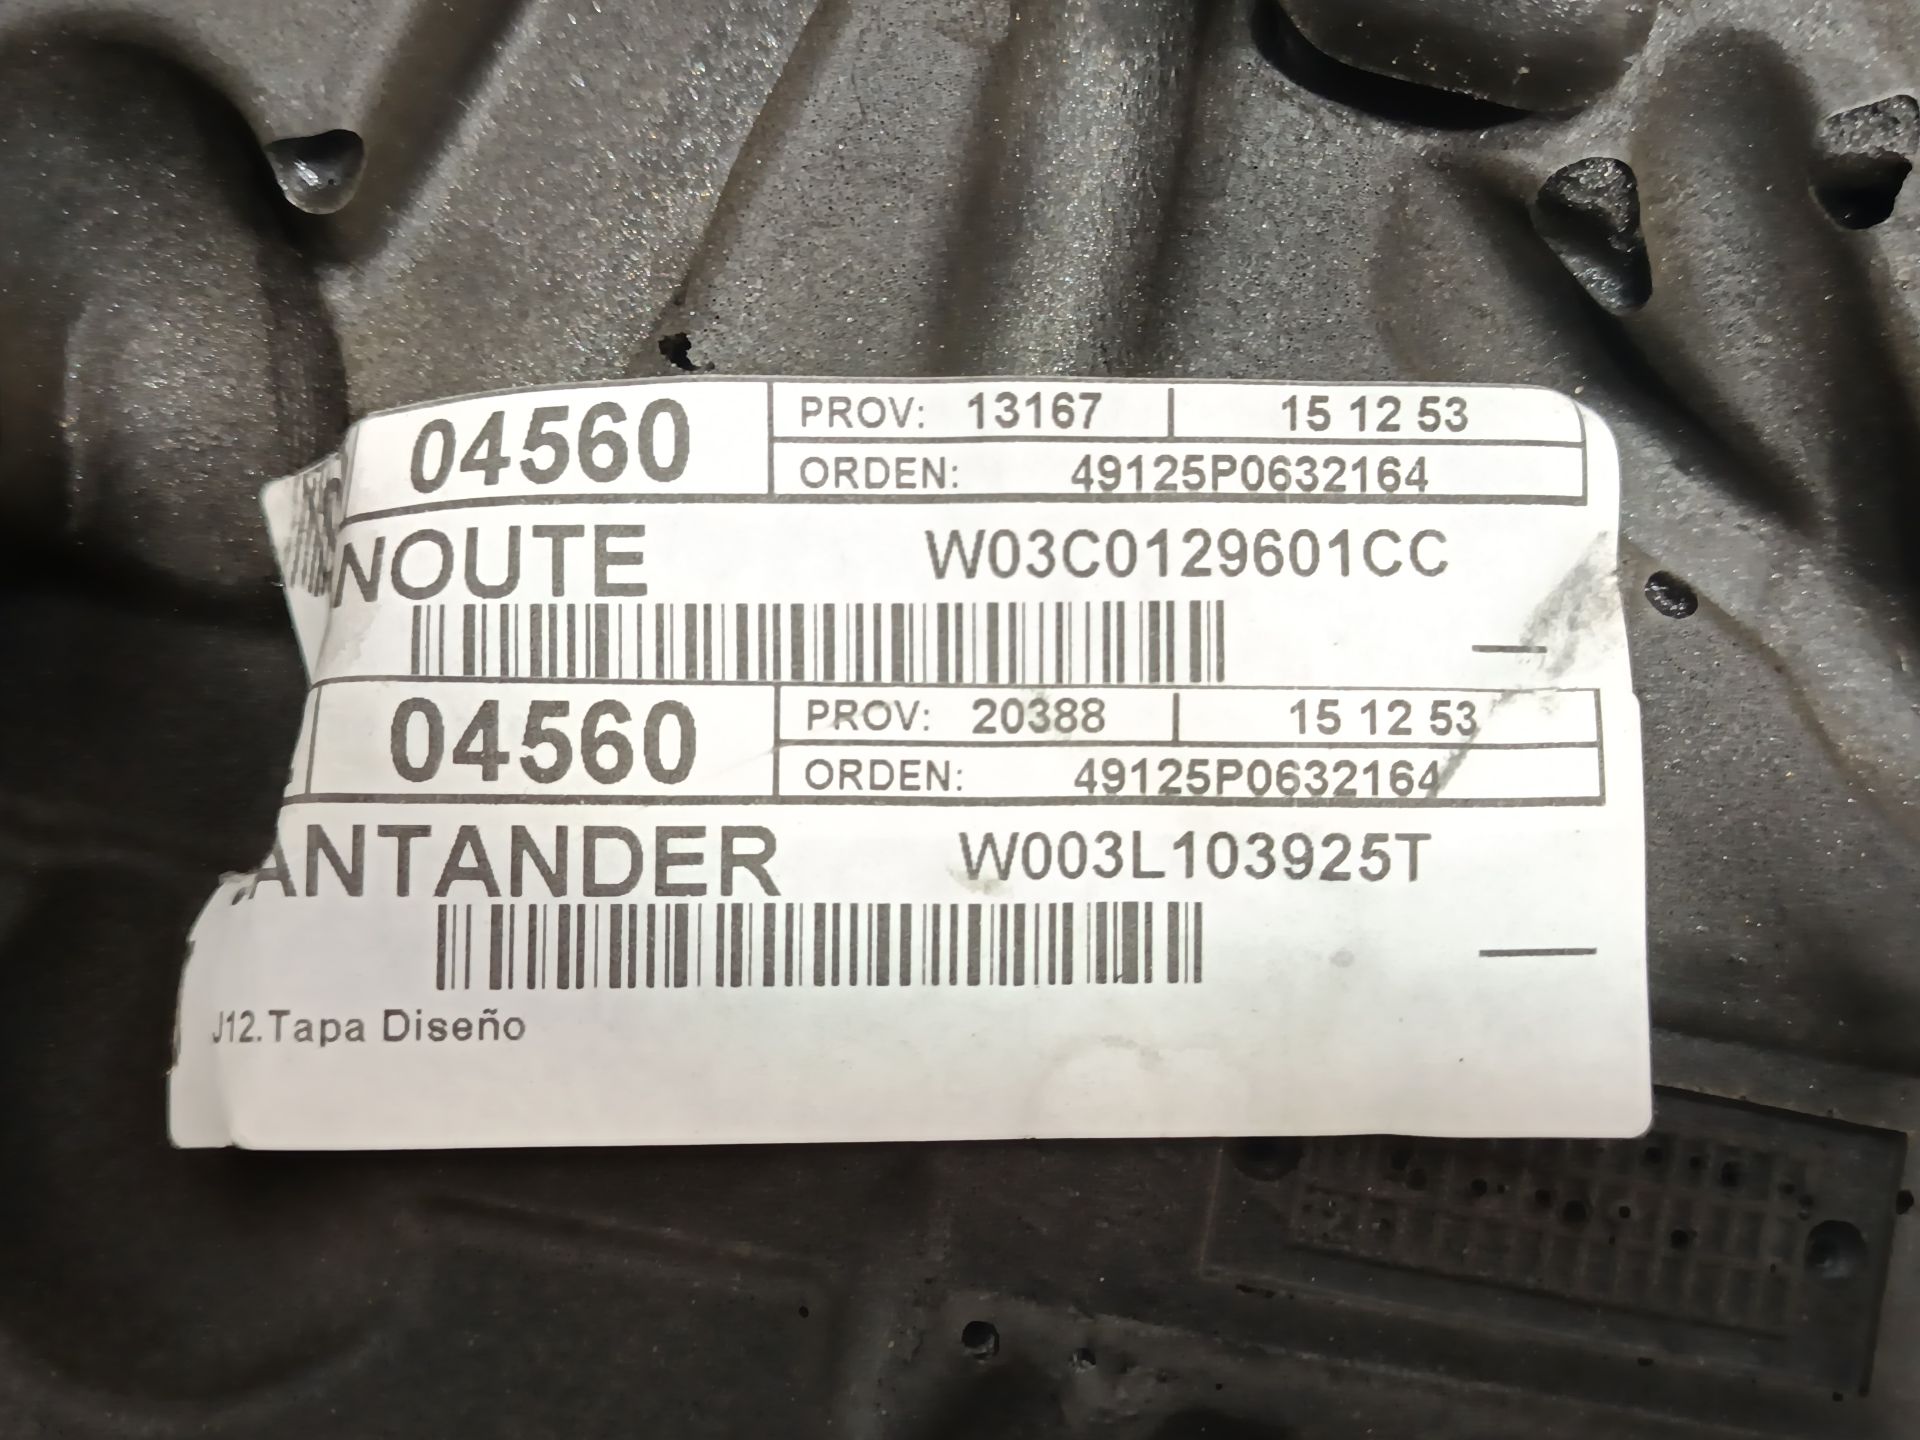 04560 PROV: 13167 | 15 12 53
ORDEN: 49125P0632164
NOUTE W03C0129601CC
04560 PROV: 20388 | 15 12 53
ORDEN: 49125P0632164
ANTANDER W003L103925T
J12.Tapa Diseño